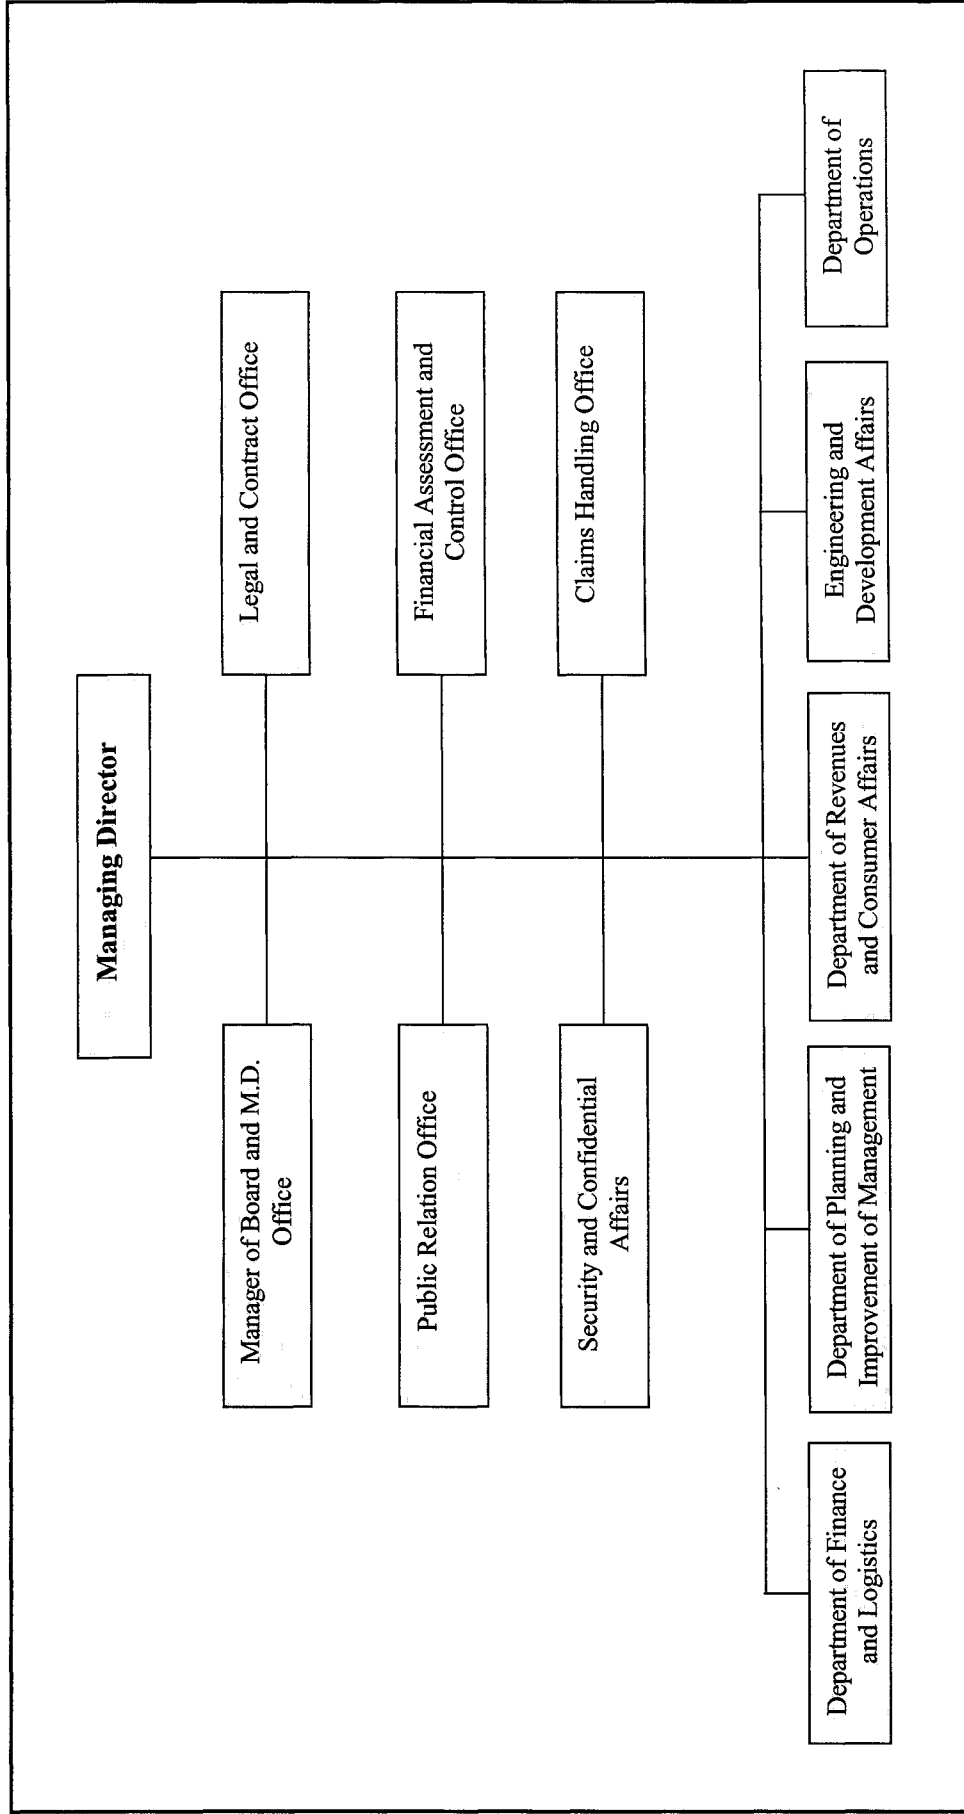 Managing Director
Manager of Board and M.D.
Office
Legal and Contract Office
Public Relation Office
Financial Assessment and
Control Office
Security and Confidential
Affairs
Claims Handling Office
Department of Finance
and Logistics
Department of Planning and
Improvement of Management
Department of Revenues
and Consumer Affairs
Engineering and
Development Affairs
Department of
Operations